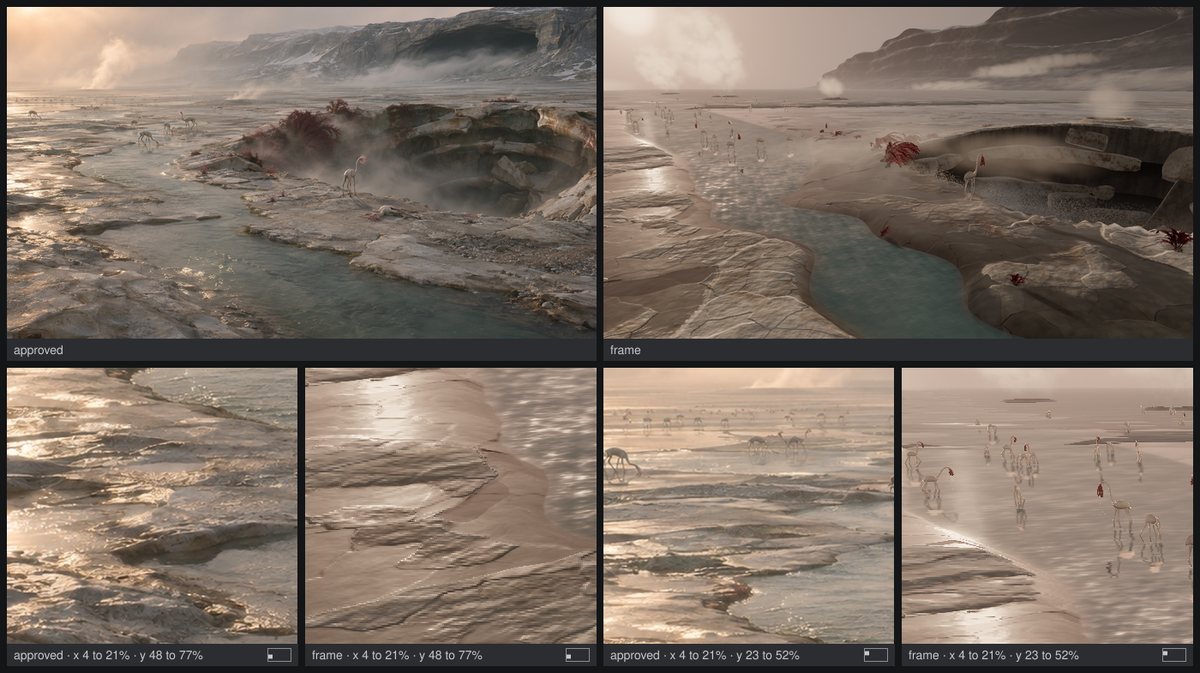 approved
frame
approved · x 4 to 21% · y 48 to 77%
frame · x 4 to 21% · y 48 to 77%
approved · x 4 to 21% · y 23 to 52%
frame · x 4 to 21% · y 23 to 52%